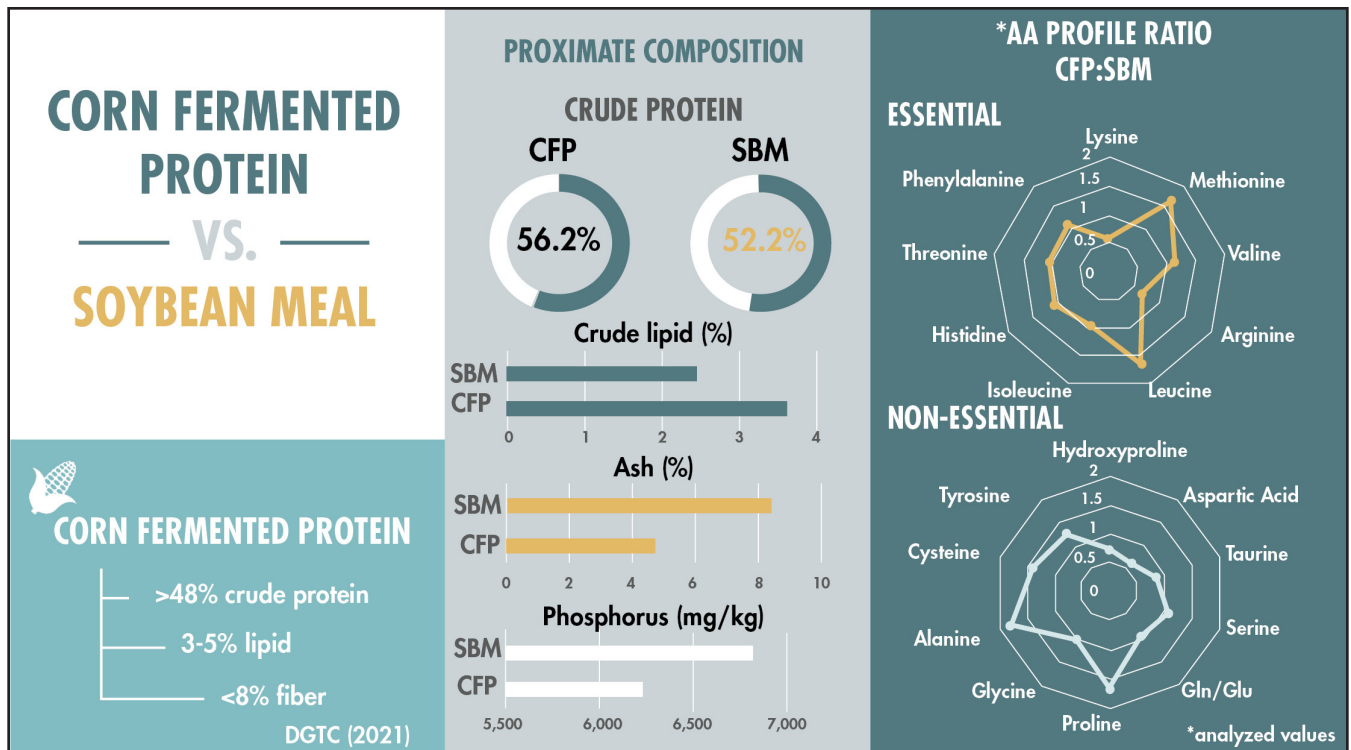 CORN FERMENTED
PROTEIN
VS.
SOYBEAN MEAL
CORN FERMENTED PROTEIN
>48% crude protein
3-5% lipid
<8% fiber
DGTC (2021)
PROXIMATE COMPOSITION
CRUDE PROTEIN
CFP
SBM
56.2%
52.2%
Crude lipid (%)
SBM
CFP
0 1 2 3 4
Ash (%)
SBM
CFP
0 2 4 6 8 10
Phosphorus (mg/kg)
SBM
CFP
5,500 6,000 6,500 7,000
*AA PROFILE RATIO
CFP:SBM
ESSENTIAL
Lysine
2
Phenylalanine
1.5
Methionine
1
Threonine
0.5
Valine
0
Histidine
Arginine
Isoleucine
Leucine
NON-ESSENTIAL
Hydroxyproline
2
Tyrosine
1.5
Aspartic Acid
1
Cysteine
0.5
Taurine
0
Alanine
Serine
Glycine
Gln/Glu
Proline
*analyzed values